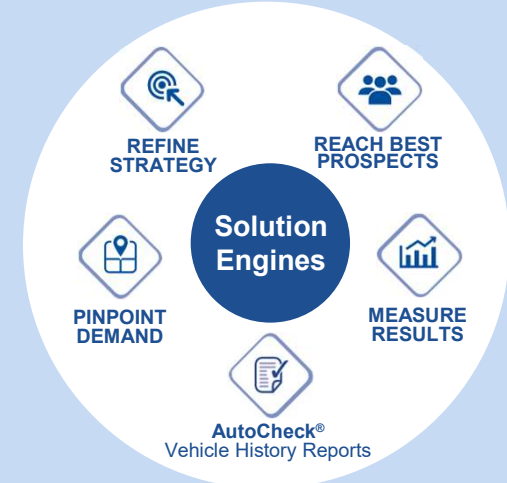 REFINE
STRATEGY
REACH BEST
PROSPECTS
Solution
Engines
PINPOINT
DEMAND
MEASURE
RESULTS
AutoCheck®
Vehicle History Reports